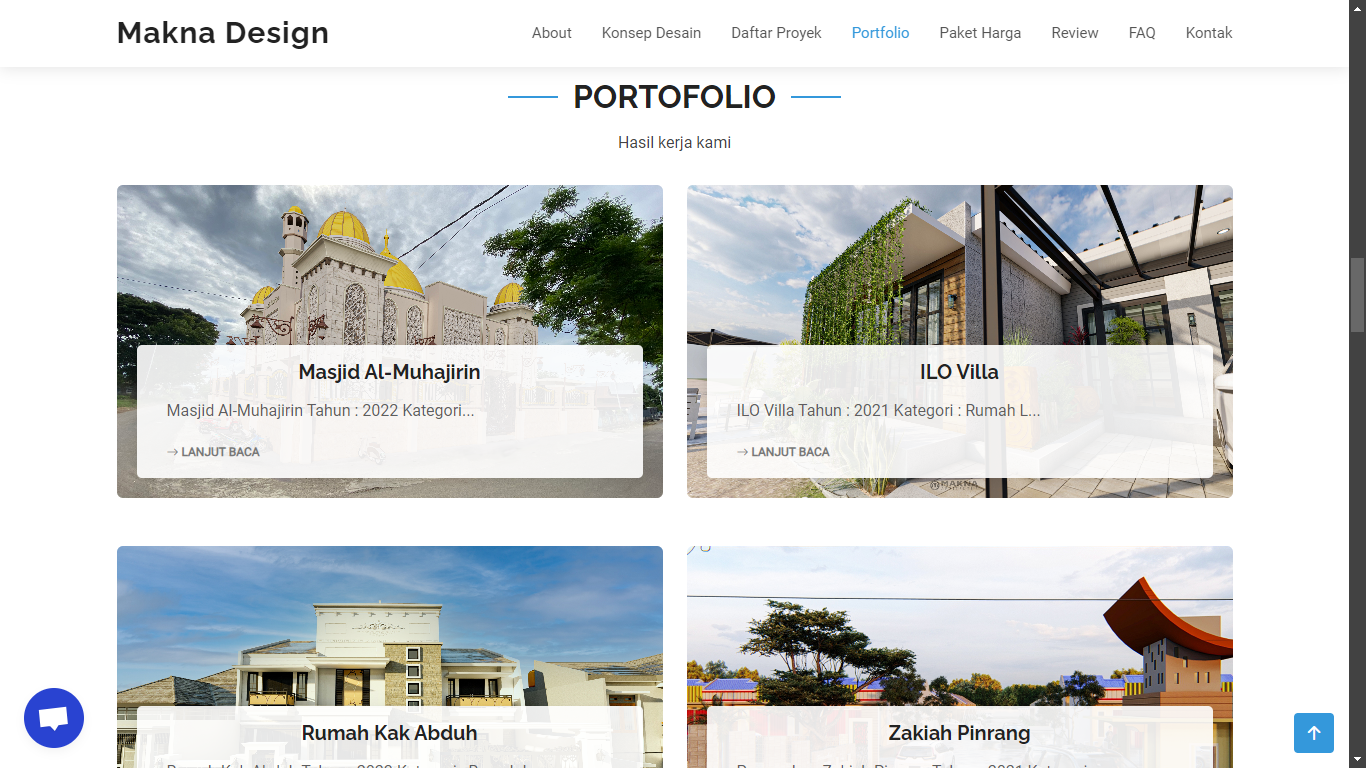 Makna Design
About
Konsep Desain
Daftar Proyek
Portfolio
Paket Harga
Review
FAQ
Kontak
PORTOFOLIO
Hasil kerja kami
Masjid Al-Muhajirin
Masjid Al-Muhajirin Tahun : 2022 Kategori...
LANJUT BACA
ILO Villa
ILO Villa Tahun : 2021 Kategori : Rumah L...
LANJUT BACA
MAKNA
Rumah Kak Abduh
Zakiah Pinrang